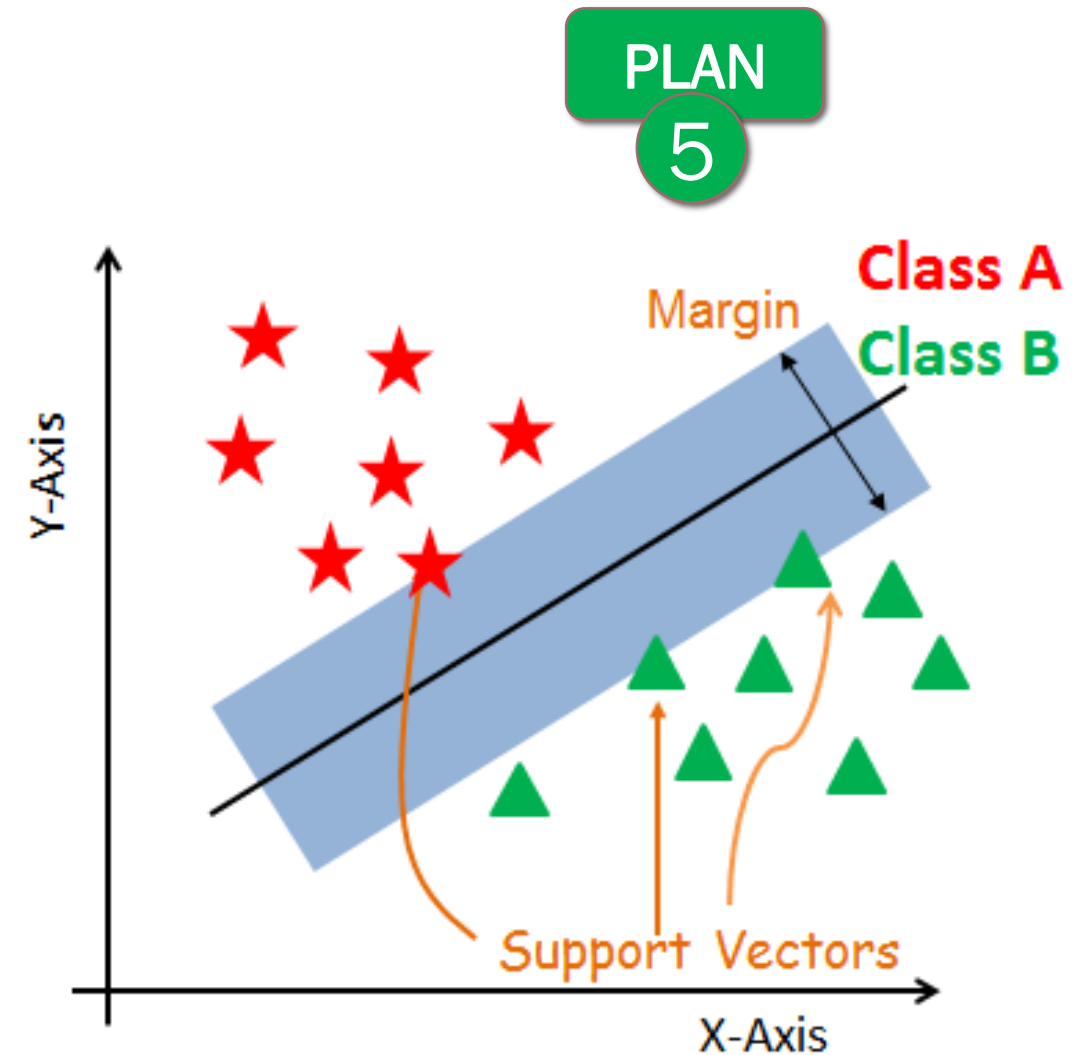 PLAN
5
Class A
Margin
Class B
Y-Axis
Support Vectors
X-Axis